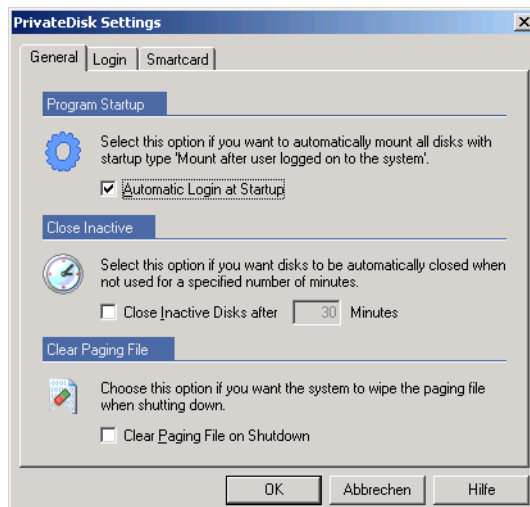 PrivateDisk Settings
General Login Smartcard
Program Startup
Select this option if you want to automatically mount all disks with
startup type 'Mount after user logged on to the system'.
Automatic Login at Startup
Close Inactive
Select this option if you want disks to be automatically closed when
not used for a specified number of minutes.
Close Inactive Disks after 30 Minutes
Clear Paging File
Choose this option if you want the system to wipe the paging file
when shutting down.
Clear Paging File on Shutdown
OK Abbrechen Hilfe